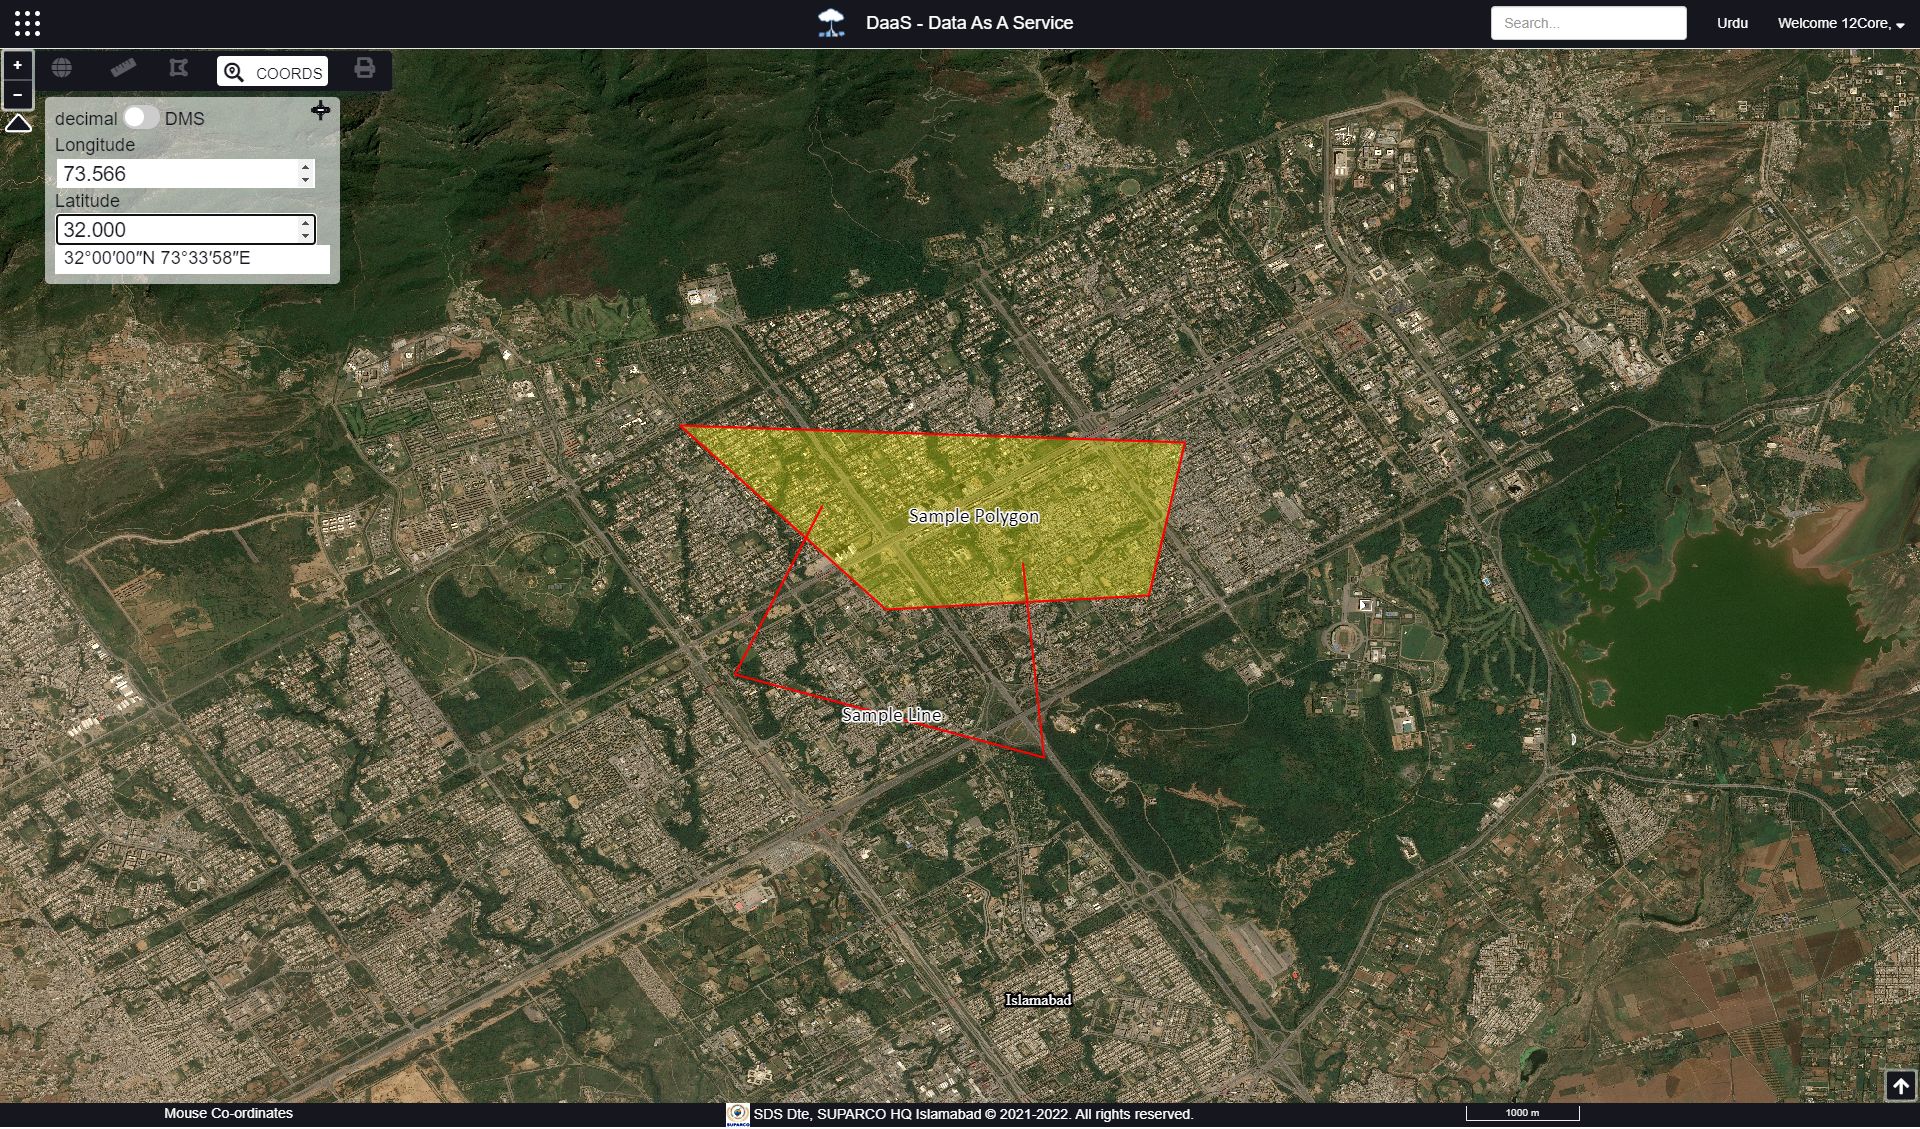 DaaS - Data As A Service
Search...
Urdu
Welcome 12Core,
+
COORDS
-
decimal
DMS
Longitude
73.566
Latitude
32.000
32°00′00″N 73°33′58″E
Sample Polygon
Sample Line
Islamabad
Mouse Co-ordinates
SUPARCO
SDS Dte, SUPARCO HQ Islamabad © 2021-2022. All rights reserved.
1000 m